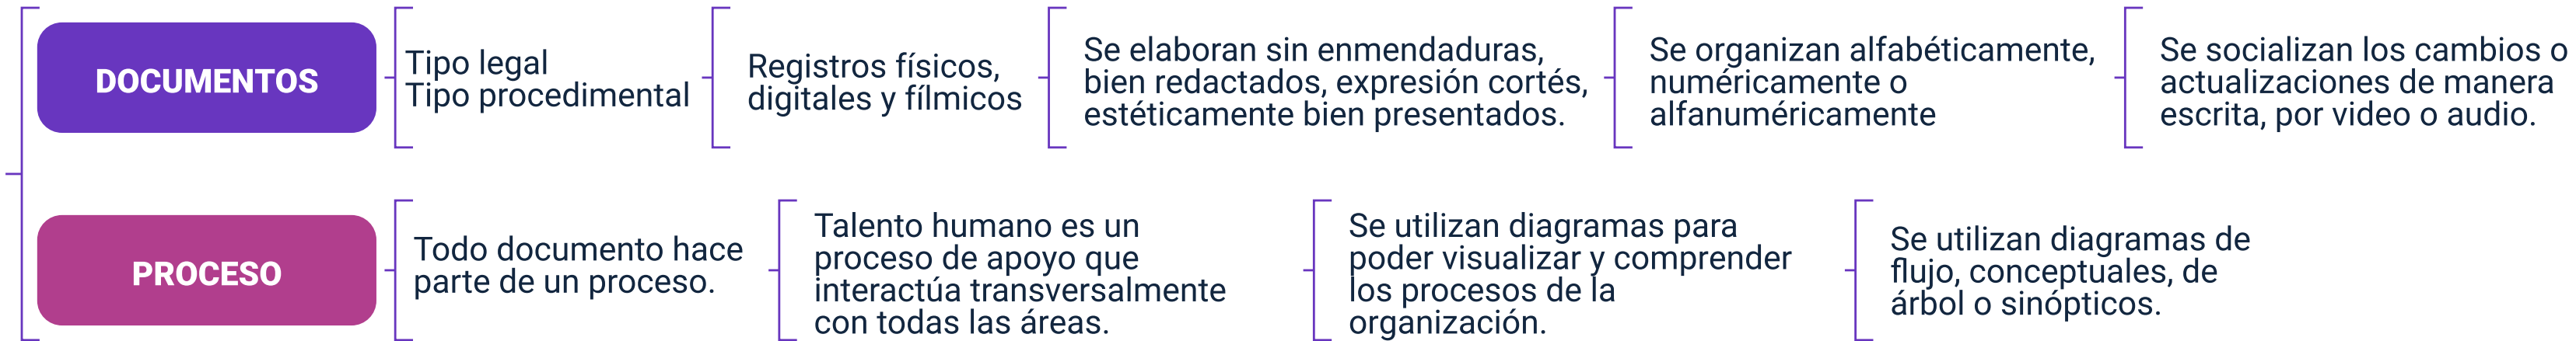 DOCUMENTOS
Tipo legal
Tipo procedimental
Registros físicos,
digitales y fílmicos
Se elaboran sin enmendaduras,
bien redactados, expresión cortés,
estéticamente bien presentados.
Se organizan alfabéticamente,
numéricamente o
alfanuméricamente
Se socializan los cambios o
actualizaciones de manera
escrita, por video o audio.
PROCESO
Todo documento hace
parte de un proceso.
Talento humano es un
proceso de apoyo que
interactúa transversalmente
con todas las áreas.
Se utilizan diagramas para
poder visualizar y comprender
los procesos de la
organización.
Se utilizan diagramas de
flujo, conceptuales, de
árbol o sinópticos.